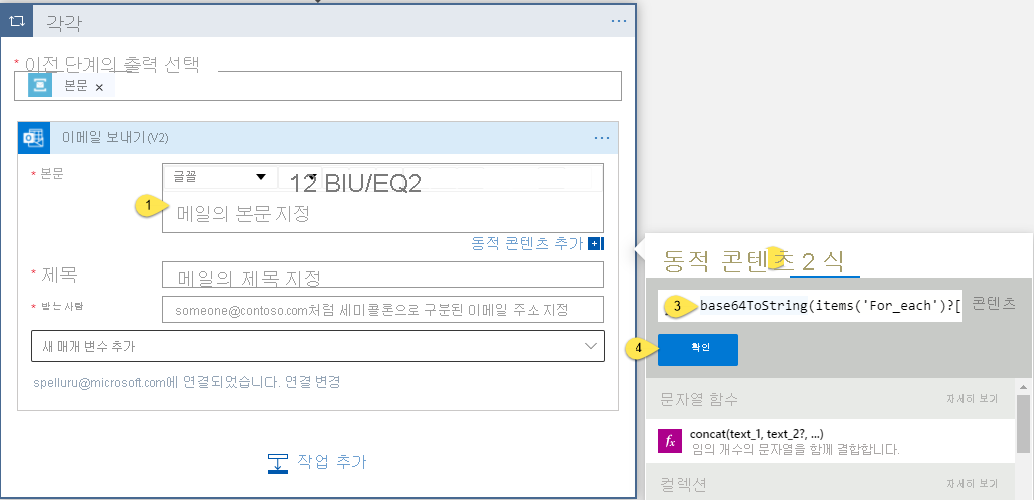 각각
* 이전 단계의 출력 선택
본문 ×
이메일 보내기(V2)
* 본문
글꼴
12 BIU/EQ2
1
메일의 본문 지정
동적 콘텐츠 추가
* 제목
메일의 제목 지정
* 받는 사람
someone@contoso.com처럼 세미콜론으로 구분된 이메일 주소 지정
새 매개 변수 추가
spelluru@microsoft.com에 연결되었습니다. 연결 변경
작업 추가
동적 콘텐츠 2 식
3 base64ToString(items('For_each')?[
콘텐츠
4 확인
문자열 함수
자세히 보기
fx
concat(text_1, text_2?, ...)
임의 개수의 문자열을 함께 결합합니다.
컬렉션
자세히 보기